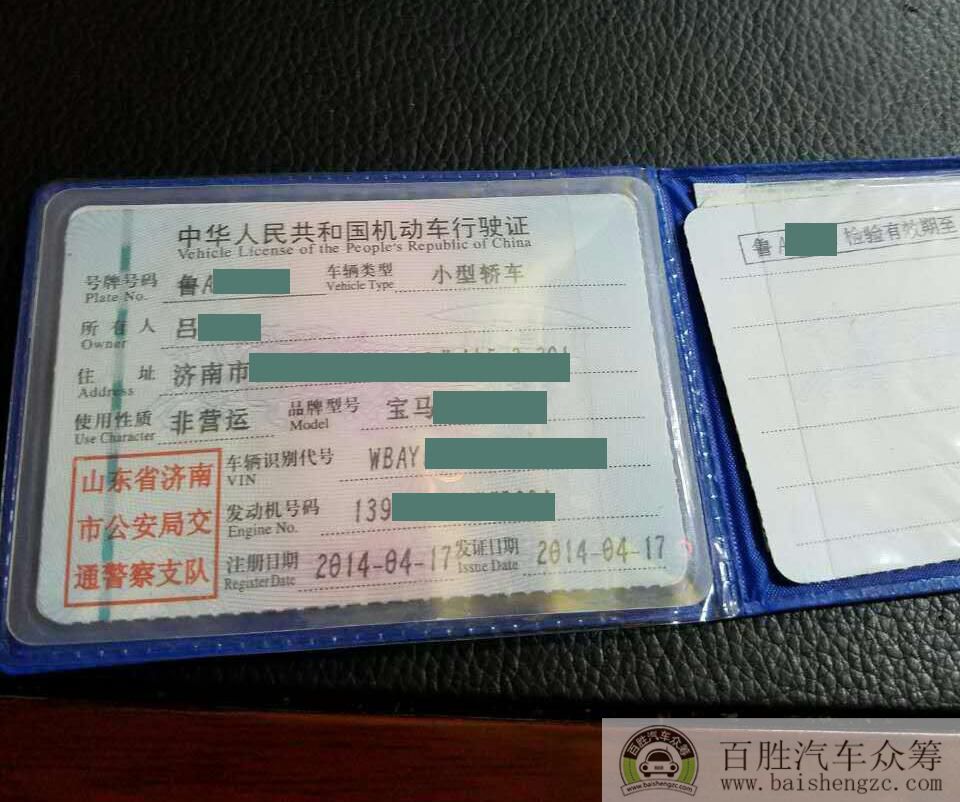 中华人民共和国机动车行驶证
Vehicle License of the People's Republic of China
号牌号码 鲁A 车辆类型 小型轿车
Plate No. Vehicle Type
所有人 吕
Owner
住址 济南市
Address
使用性质 非营运 品牌型号 宝马
Use Character Model
车辆识别代号 WBAY
VIN
发动机号码 139
Engine No.
注册日期 2014-04-17 发证日期 2014-04-17
Register Date Issue Date
山东省济南
市公安局交
通警察支队
鲁A 检验有效期至
百胜汽车众筹
www.baishengzc.com
百胜汽车众筹
www.baishengzc.com